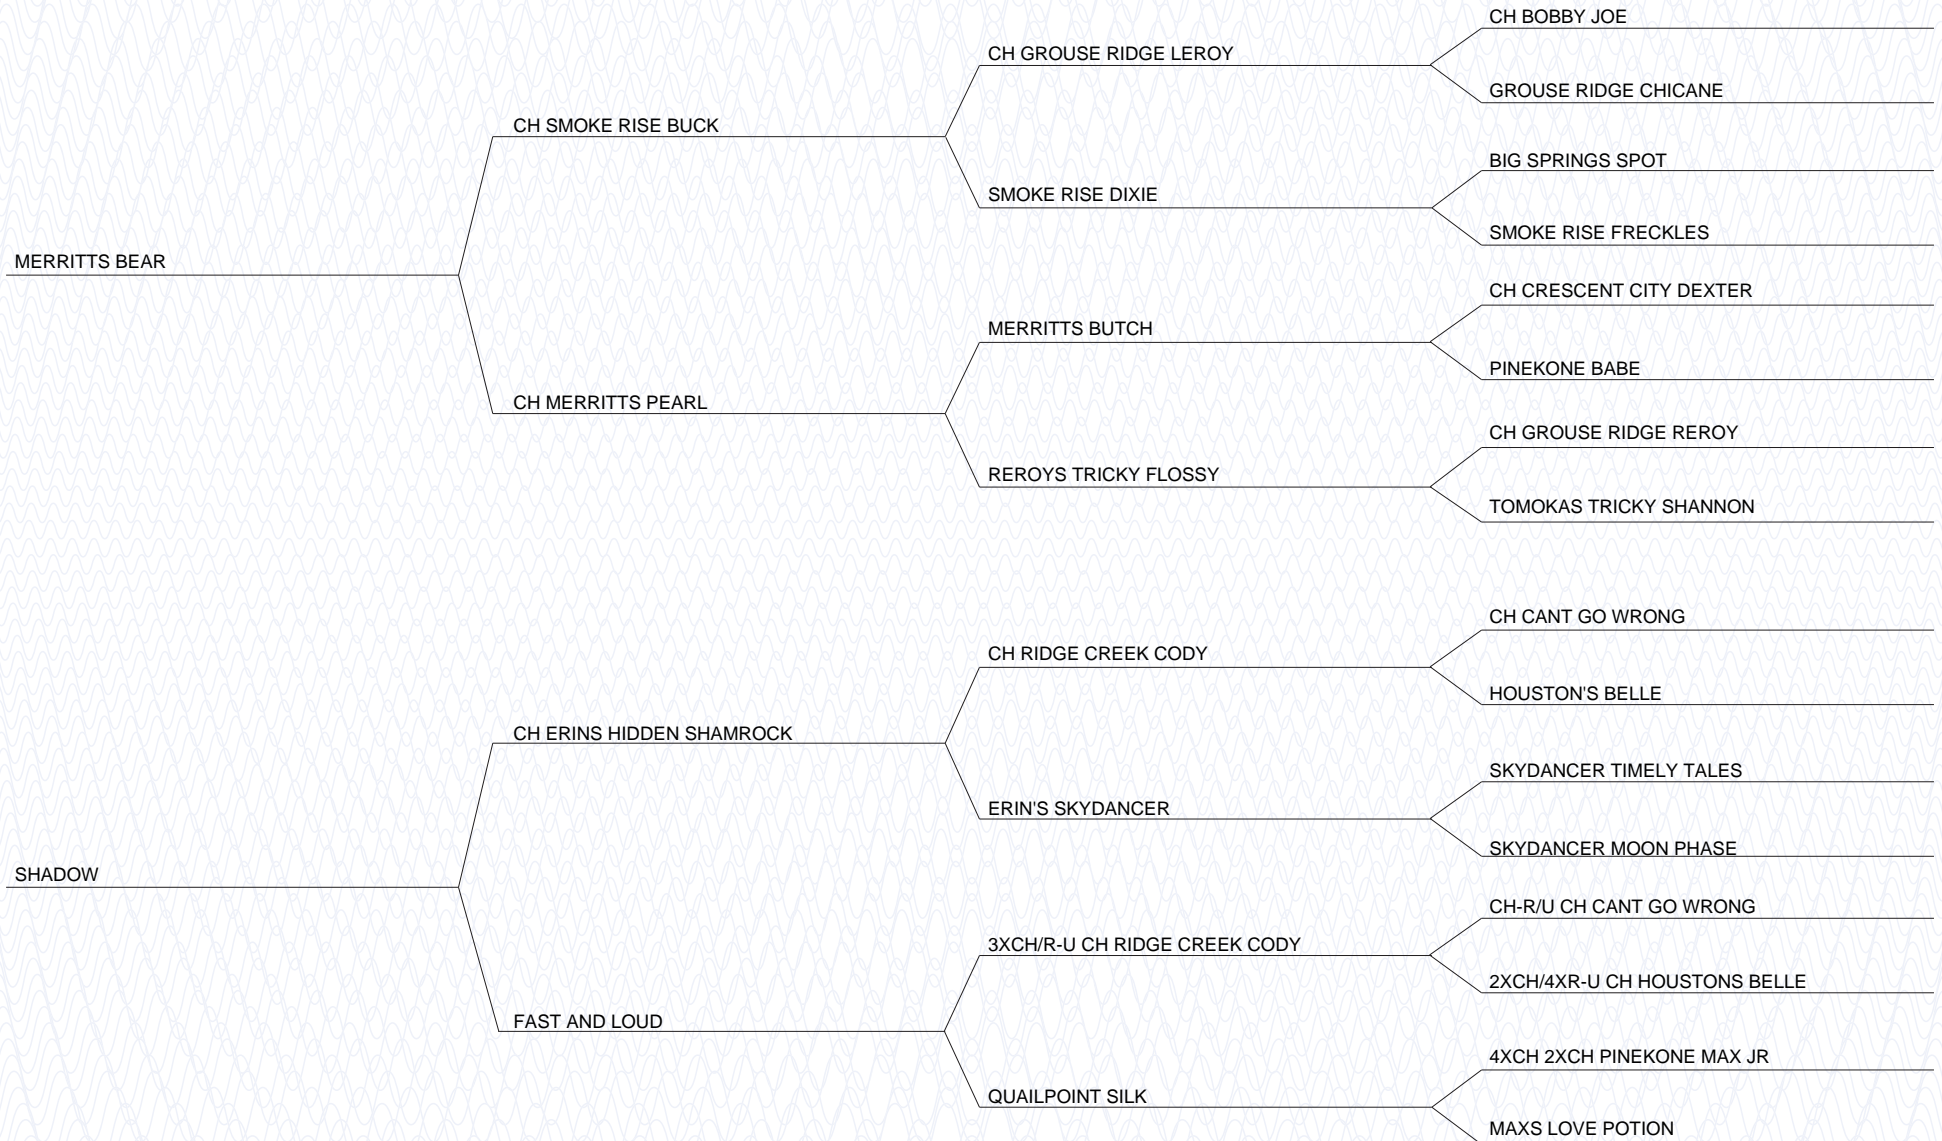 CH BOBBY JOE
CH GROUSE RIDGE LEROY
GROUSE RIDGE CHICANE
CH SMOKE RISE BUCK
BIG SPRINGS SPOT
SMOKE RISE DIXIE
SMOKE RISE FRECKLES
MERRITTS BEAR
CH CRESCENT CITY DEXTER
MERRITTS BUTCH
PINEKONE BABE
CH MERRITTS PEARL
CH GROUSE RIDGE REROY
REROYS TRICKY FLOSSY
TOMOKAS TRICKY SHANNON
CH CANT GO WRONG
CH RIDGE CREEK CODY
HOUSTON'S BELLE
CH ERINS HIDDEN SHAMROCK
SKYDANCER TIMELY TALES
ERIN'S SKYDANCER
SKYDANCER MOON PHASE
SHADOW
CH-R/U CH CANT GO WRONG
3XCH/R-U CH RIDGE CREEK CODY
2XCH/4XR-U CH HOUSTONS BELLE
FAST AND LOUD
4XCH 2XCH PINEKONE MAX JR
QUAILPOINT SILK
MAXS LOVE POTION